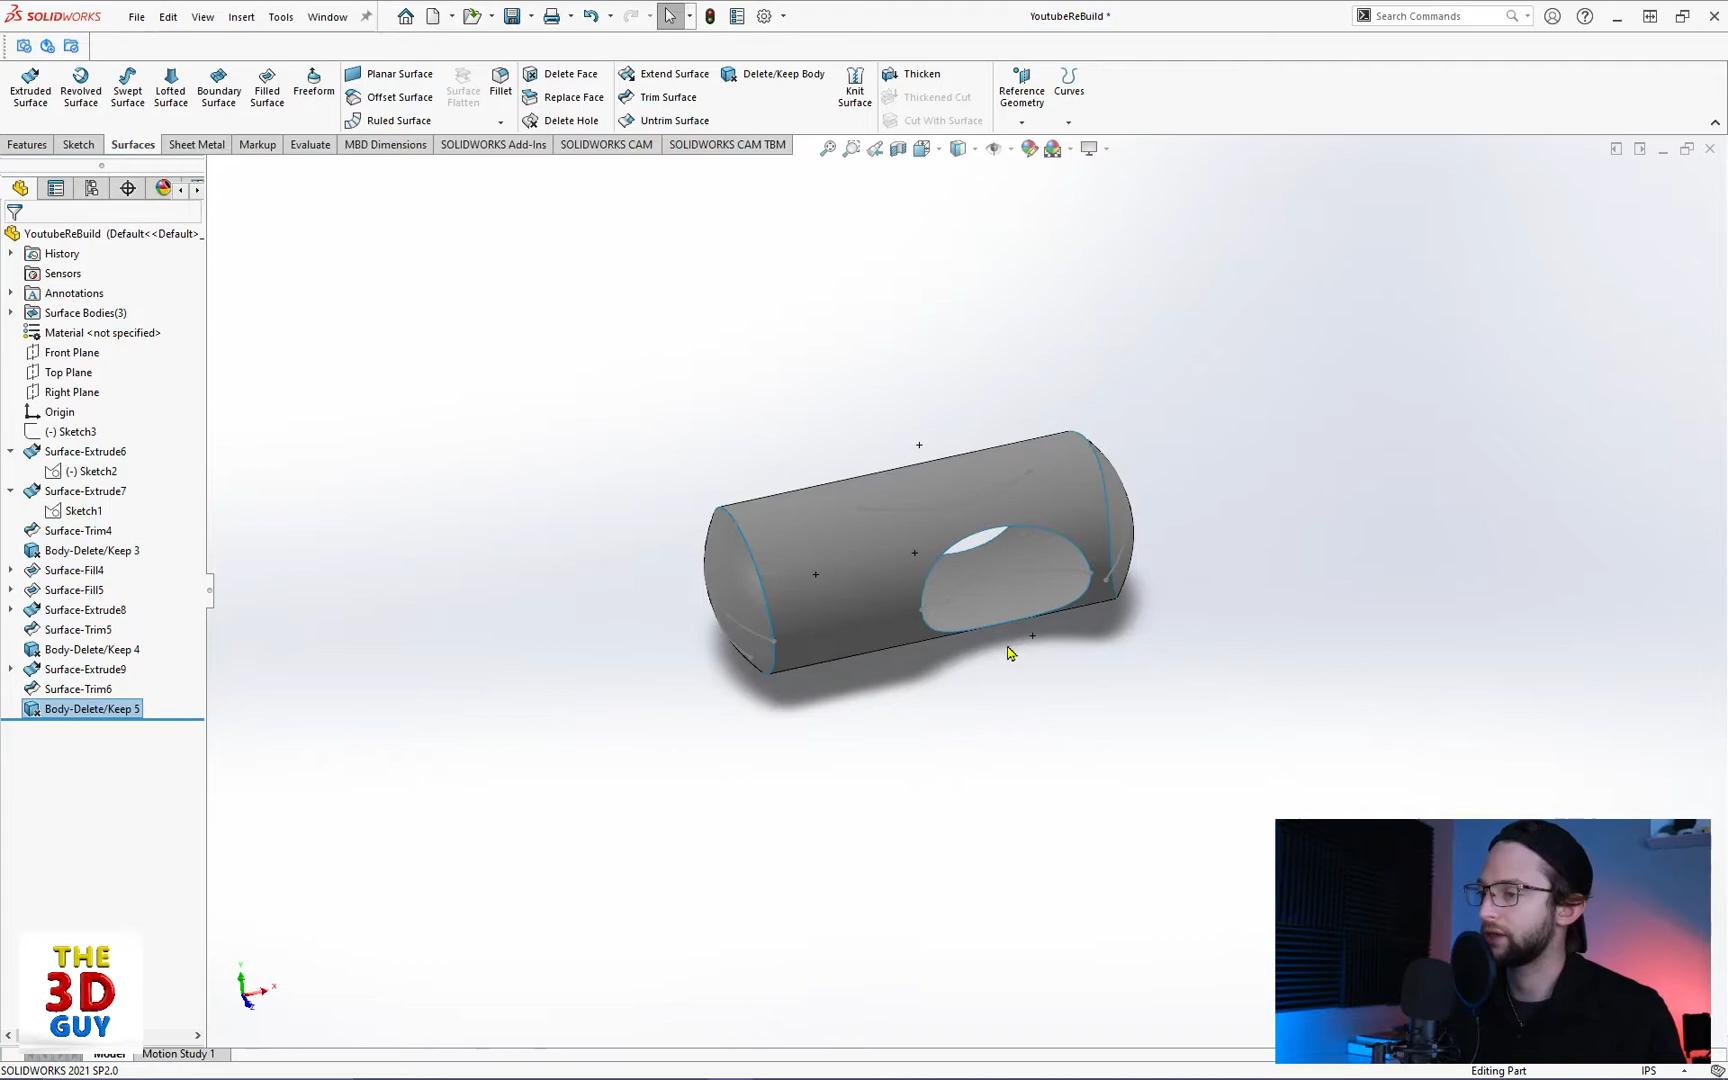 SOLIDWORKS
File
Edit
View
Insert
Tools
Window
YoutubeReBuild *
Search Commands
Extruded Surface
Revolved Surface
Swept Surface
Lofted Surface
Boundary Surface
Filled Surface
Freeform
Planar Surface
Offset Surface
Ruled Surface
Surface Flatten
Fillet
Delete Face
Replace Face
Delete Hole
Extend Surface
Trim Surface
Untrim Surface
Delete/Keep Body
Knit Surface
Thicken
Thickened Cut
Cut With Surface
Reference Geometry
Curves
Features
Sketch
Surfaces
Sheet Metal
Markup
Evaluate
MBD Dimensions
SOLIDWORKS Add-Ins
SOLIDWORKS CAM
SOLIDWORKS CAM TBM
YoutubeReBuild (Default<<Default>_
History
Sensors
Annotations
Surface Bodies(3)
Material <not specified>
Front Plane
Top Plane
Right Plane
Origin
(-) Sketch3
Surface-Extrude6
(-) Sketch2
Surface-Extrude7
Sketch1
Surface-Trim4
Body-Delete/Keep 3
Surface-Fill4
Surface-Fill5
Surface-Extrude8
Surface-Trim5
Body-Delete/Keep 4
Surface-Extrude9
Surface-Trim6
Body-Delete/Keep 5
Y
X
Z
THE
3D
GUY
Model
Motion Study 1
SOLIDWORKS 2021 SP2.0
Editing Part
IPS